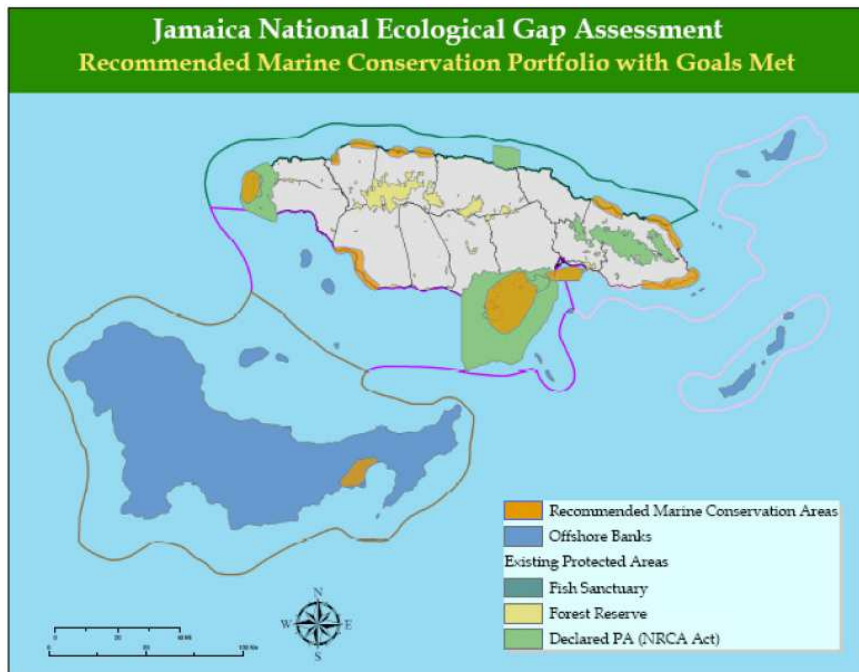 Jamaica National Ecological Gap Assessment
Recommended Marine Conservation Portfolio with Goals Met
Recommended Marine Conservation Areas
Offshore Banks
Existing Protected Areas
Fish Sanctuary
Forest Reserve
Declared PA (NRCA Act)
N
W E
S